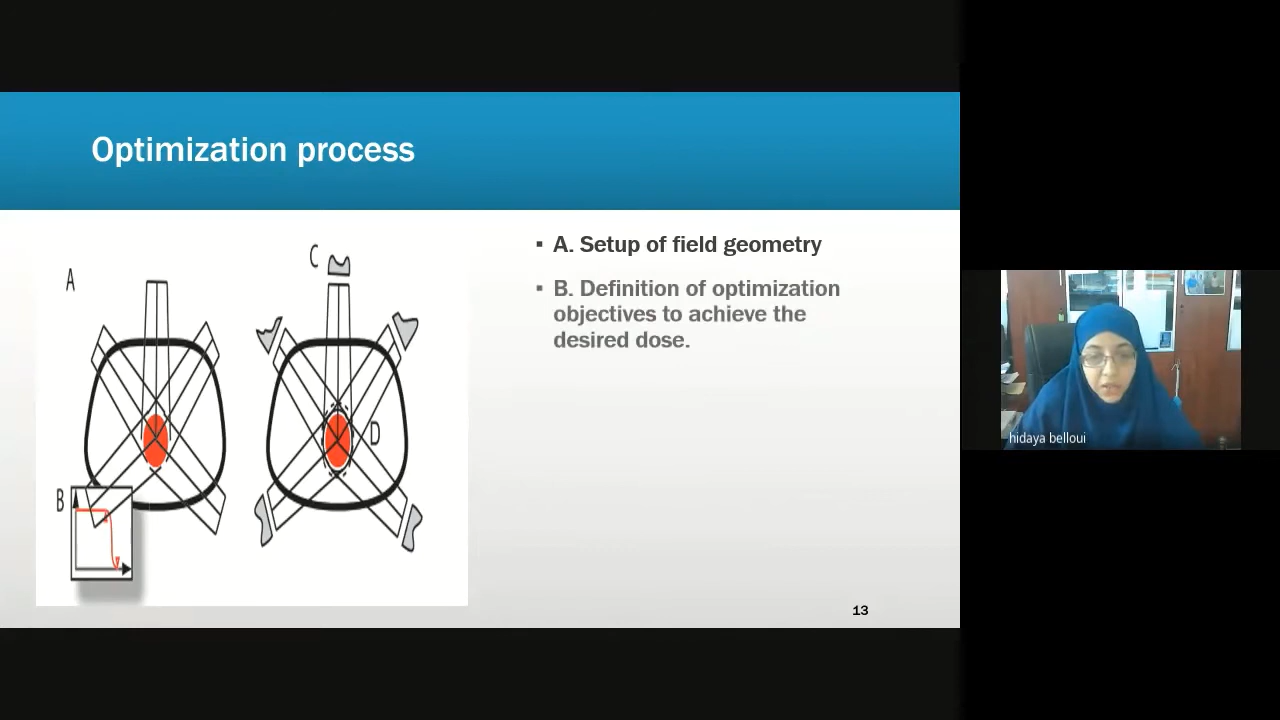 Optimization process
A
B
C
D
▪ A. Setup of field geometry
▪ B. Definition of optimization
objectives to achieve the
desired dose.
13
hidaya belloui